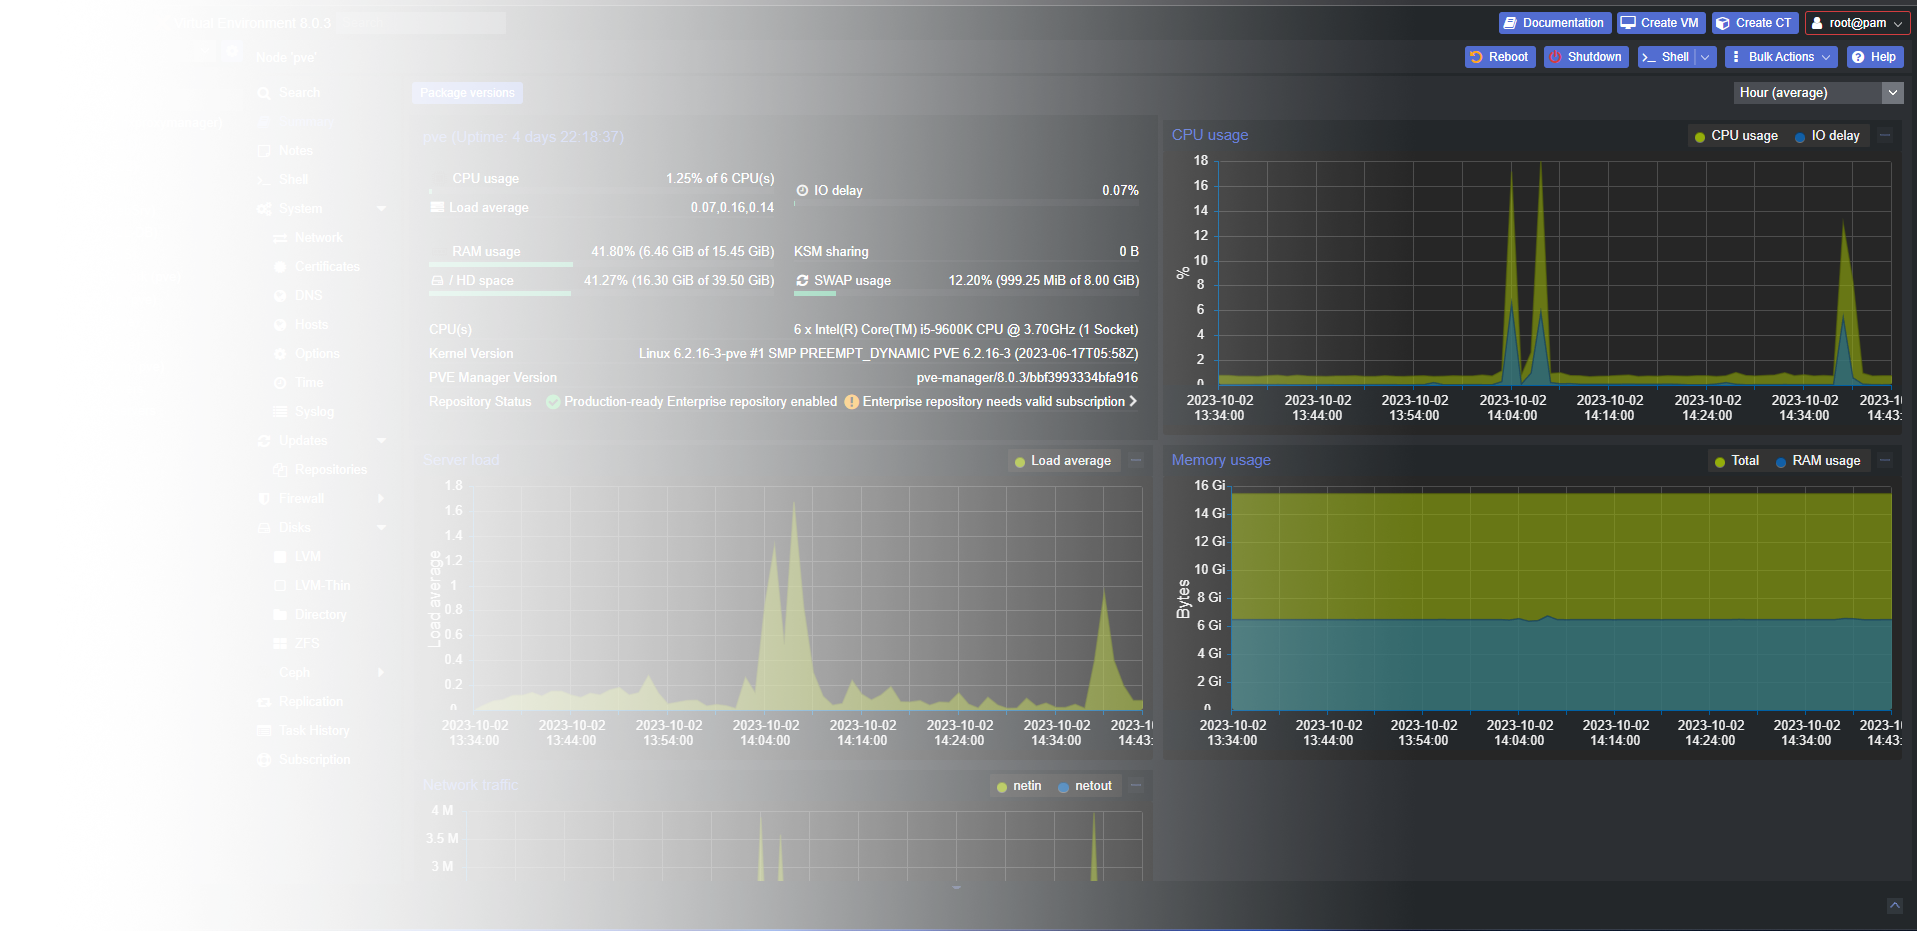 Virtual Environment 8.0.3
Documentation
Create VM
Create CT
root@pam
Node 'pve'
Reboot
Shutdown
Shell
Bulk Actions
Help
Search
Notes
Shell
System
Network
Certificates
DNS
Hosts
Options
Time
Syslog
Updates
Repositories
Firewall
Disks
LVM
LVM-Thin
Directory
ZFS
Ceph
Replication
Task History
Subscription
Package versions
Hour (average)
pve (Uptime: 4 days 22:18:37)
CPU usage 1.25% of 6 CPU(s)
IO delay 0.07%
Load average 0.07,0.16,0.14
RAM usage 41.80% (6.46 GiB of 15.45 GiB)
KSM sharing 0 B
/ HD space 41.27% (16.30 GiB of 39.50 GiB)
SWAP usage 12.20% (999.25 MiB of 8.00 GiB)
CPU(s) 6 x Intel(R) Core(TM) i5-9600K CPU @ 3.70GHz (1 Socket)
Kernel Version Linux 6.2.16-3-pve #1 SMP PREEMPT_DYNAMIC PVE 6.2.16-3 (2023-06-17T05:58Z)
PVE Manager Version pve-manager/8.0.3/bbf3993334bfa916
Repository Status Production-ready Enterprise repository enabled Enterprise repository needs valid subscription
CPU usage
CPU usage
IO delay
18
16
14
12
10
8
6
4
2
0
%
2023-10-02 13:34:00
2023-10-02 13:44:00
2023-10-02 13:54:00
2023-10-02 14:04:00
2023-10-02 14:14:00
2023-10-02 14:24:00
2023-10-02 14:34:00
2023-10 14:43:
Server load
Load average
1.8
1.6
1.4
1.2
1
0.8
0.6
0.4
0.2
0
Load average
2023-10-02 13:34:00
2023-10-02 13:44:00
2023-10-02 13:54:00
2023-10-02 14:04:00
2023-10-02 14:14:00
2023-10-02 14:24:00
2023-10-02 14:34:00
2023-10 14:43:
Memory usage
Total
RAM usage
16 Gi
14 Gi
12 Gi
10 Gi
8 Gi
6 Gi
4 Gi
2 Gi
0
Bytes
2023-10-02 13:34:00
2023-10-02 13:44:00
2023-10-02 13:54:00
2023-10-02 14:04:00
2023-10-02 14:14:00
2023-10-02 14:24:00
2023-10-02 14:34:00
2023-10 14:43:
Network traffic
netin
netout
4 M
3.5 M
3 M